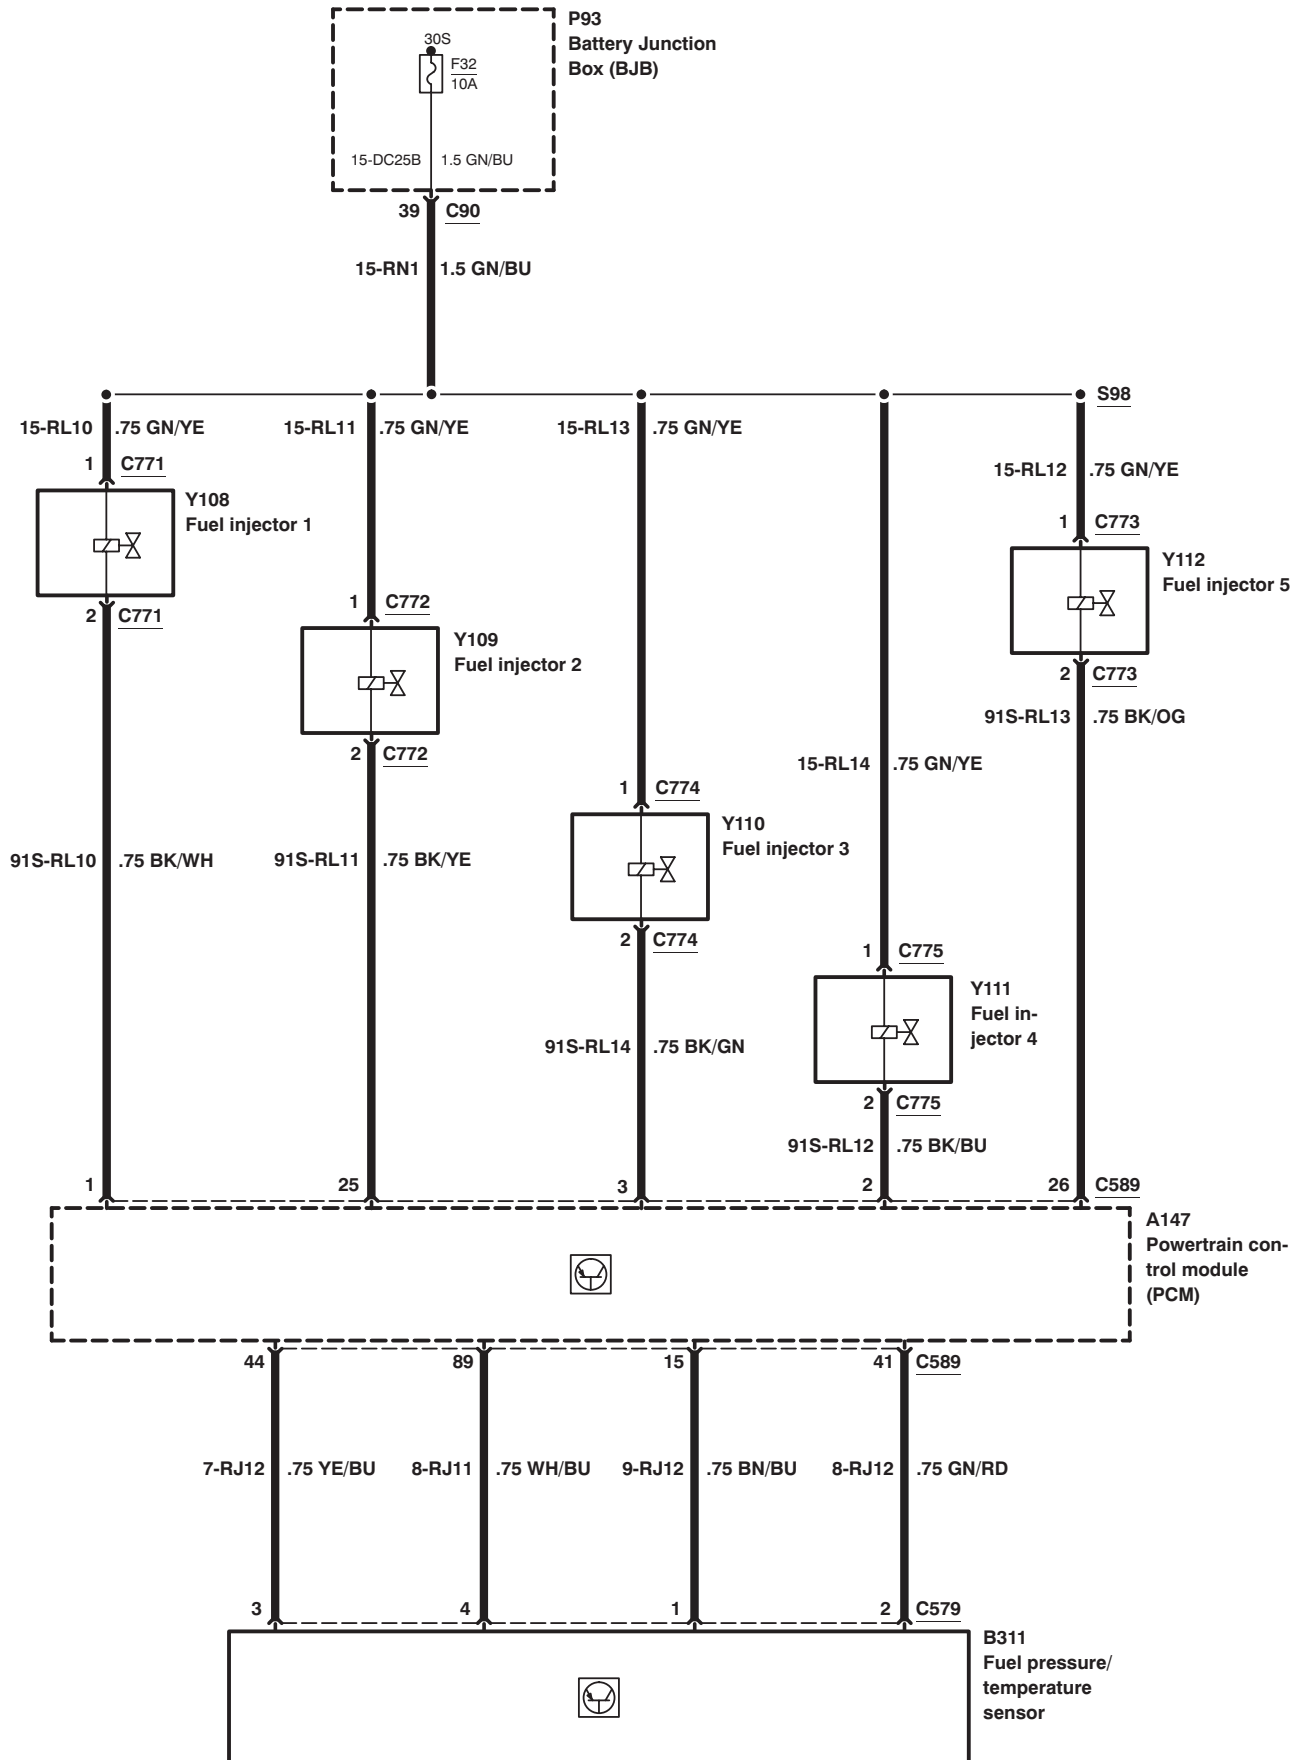 P93
Battery Junction
Box (BJB)
30S
F32
10A
15-DC25B 1.5 GN/BU
39 C90
15-RN1 1.5 GN/BU
S98
15-RL10 .75 GN/YE
15-RL11 .75 GN/YE
15-RL13 .75 GN/YE
15-RL12 .75 GN/YE
1 C771
Y108
Fuel injector 1
2 C771
1 C773
Y112
Fuel injector 5
2 C773
91S-RL13 .75 BK/OG
1 C772
Y109
Fuel injector 2
2 C772
15-RL14 .75 GN/YE
1 C774
Y110
Fuel injector 3
2 C774
91S-RL10 .75 BK/WH
91S-RL11 .75 BK/YE
1 C775
Y111
Fuel in-
jector 4
2 C775
91S-RL14 .75 BK/GN
91S-RL12 .75 BK/BU
1 25 3 2 26 C589
A147
Powertrain con-
trol module
(PCM)
44 89 15 41 C589
7-RJ12 .75 YE/BU 8-RJ11 .75 WH/BU 9-RJ12 .75 BN/BU 8-RJ12 .75 GN/RD
3 4 1 2 C579
B311
Fuel pressure/
temperature
sensor